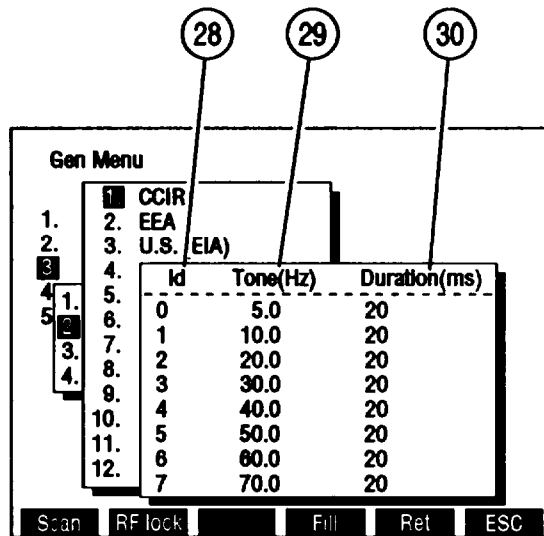 28 29 30
Gen Menu
1. CCIR
2. EEA
3. U.S. EIA)
4.
5.
6.
7.
8.
9.
10.
11.
12.
1.
2.
3
4
5
1.
2
3.
4.
Id Tone(Hz) Duration(ms)
0 5.0 20
1 10.0 20
2 20.0 20
3 30.0 20
4 40.0 20
5 50.0 20
6 60.0 20
7 70.0 20
Scan RF lock Fill Ret ESC